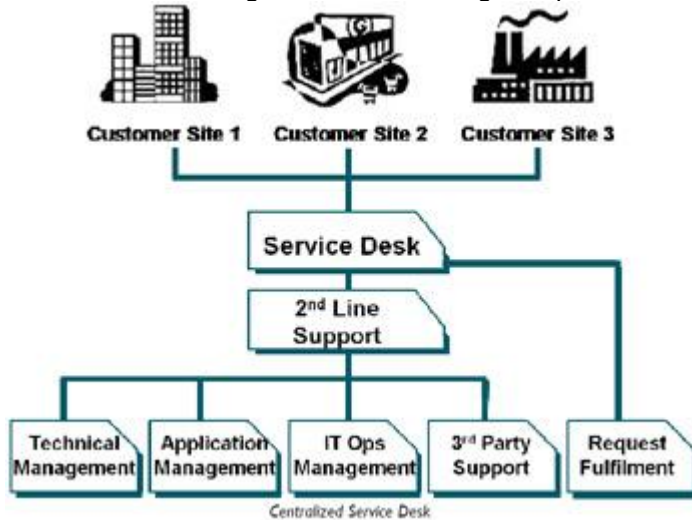 Customer Site 1
Customer Site 2
Customer Site 3
Service Desk
2nd Line
Support
Technical
Management
Application
Management
IT Ops
Management
3rd Party
Support
Request
Fulfilment
Centralized Service Desk